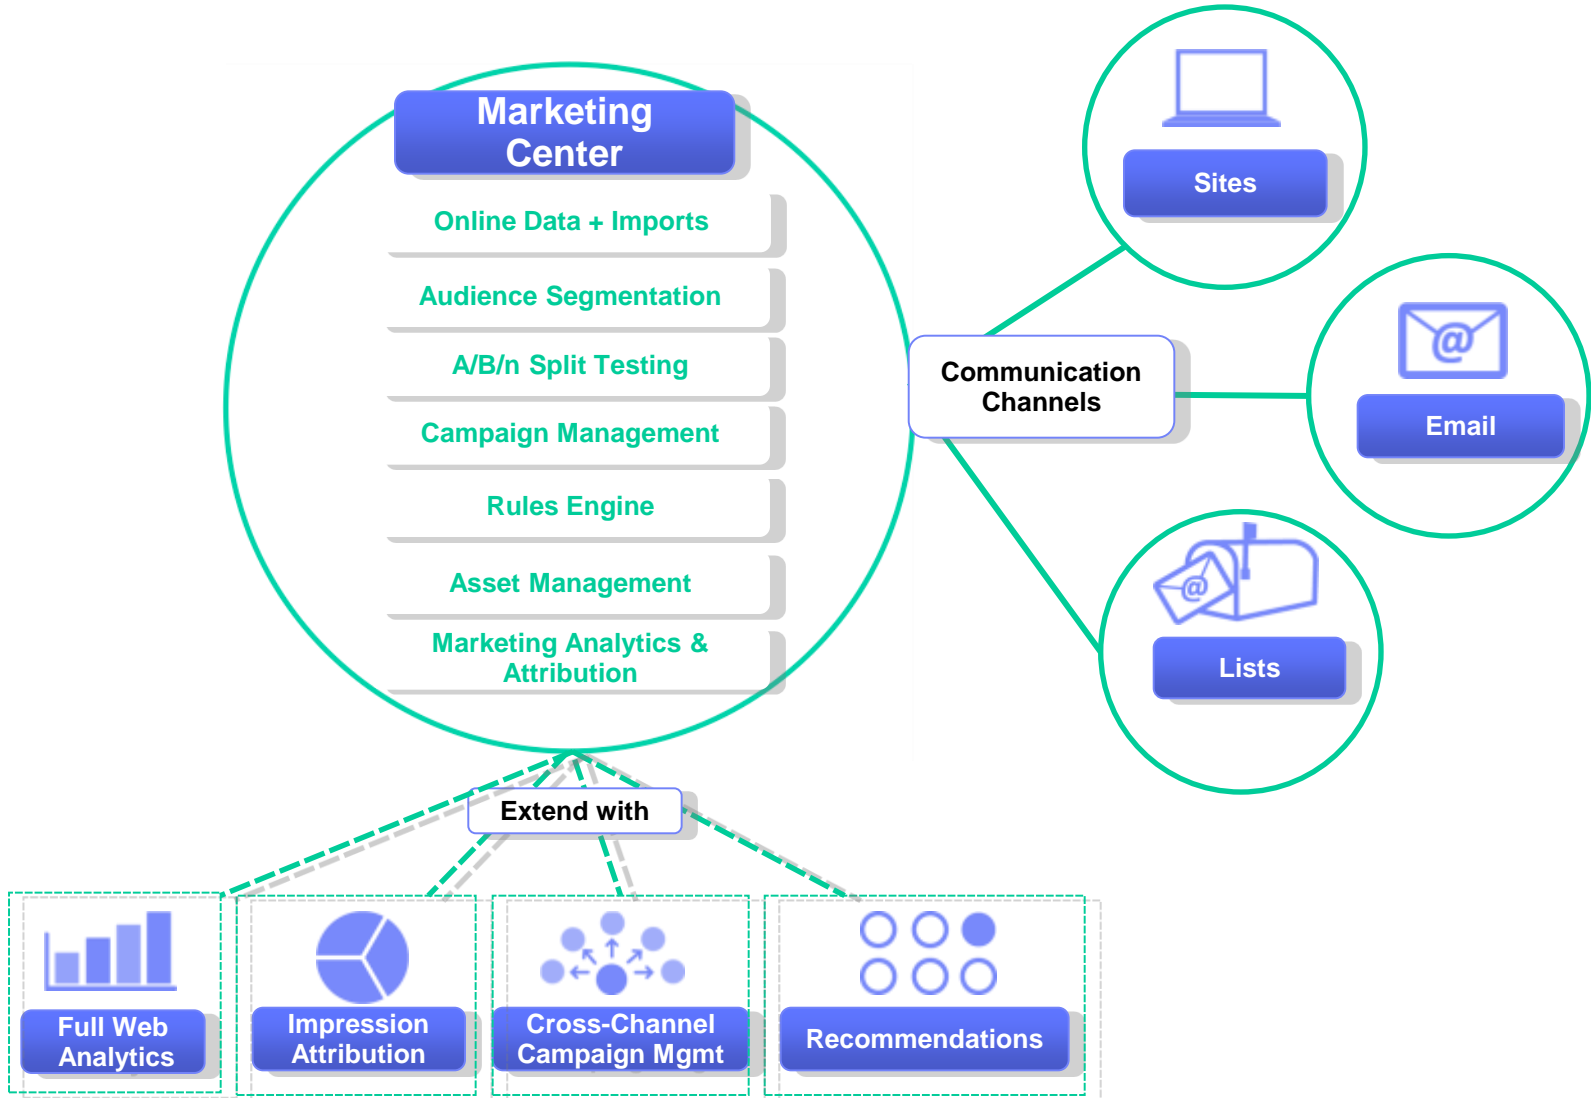 Marketing
Center
Online Data + Imports
Audience Segmentation
A/B/n Split Testing
Campaign Management
Rules Engine
Asset Management
Marketing Analytics &
Attribution
Communication
Channels
Sites
@
Email
@
Lists
Extend with
Full Web
Analytics
Impression
Attribution
Cross-Channel
Campaign Mgmt
Recommendations